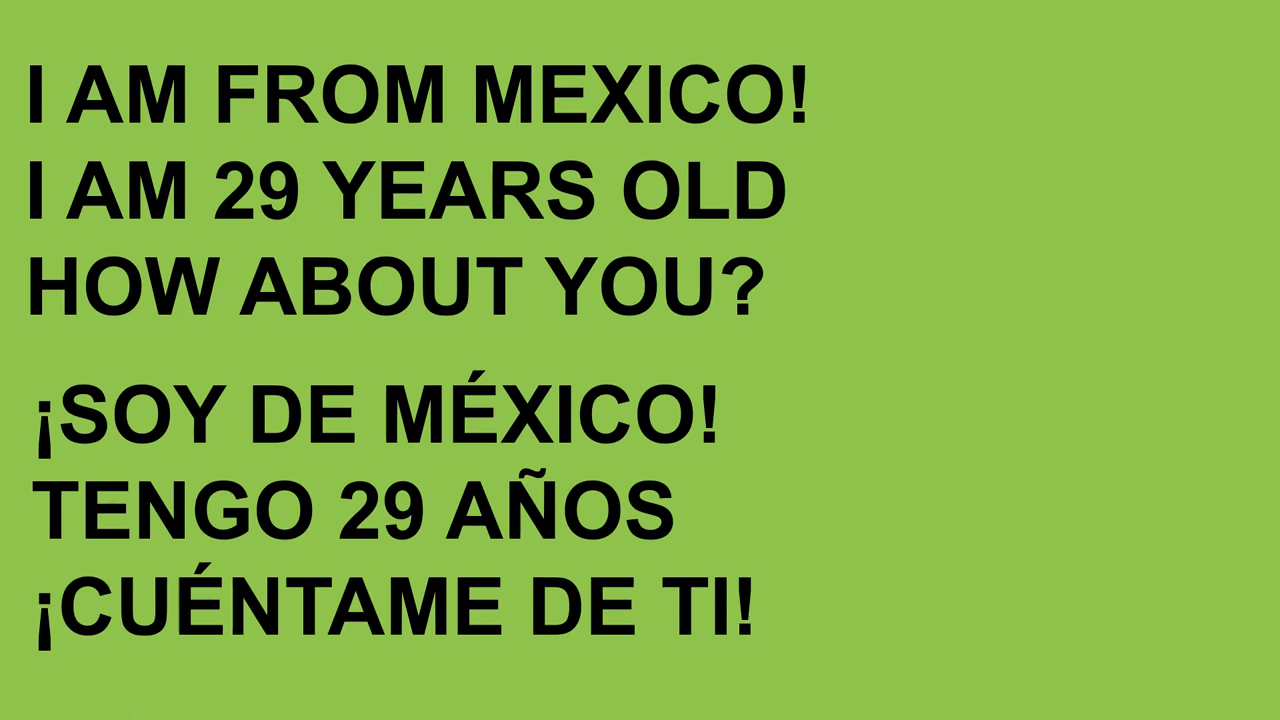 I AM FROM MEXICO!
I AM 29 YEARS OLD
HOW ABOUT YOU?
¡SOY DE MÉXICO!
TENGO 29 AÑOS
¡CUÉNTAME DE TI!